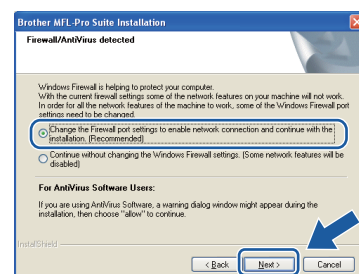 Brother MFL-Pro Suite Installation
Firewall/AntiVirus detected
Windows Firewall is helping to protect your computer.
With the current firewall settings some of the network features on your machine will not work.
In order for all the network features of the machine to work, some of the Windows Firewall port
settings need to be changed.
Change the Firewall port settings to enable network connection and continue with the
installation. (Recommended)
Continue without changing the Windows Firewall settings. (Some network features will be
disabled)
For AntiVirus Software Users:
If you are using AntiVirus Software, a warning dialog window might appear during the
installation, then choose "allow" to continue.
InstallShield
< Back
Next >
Cancel